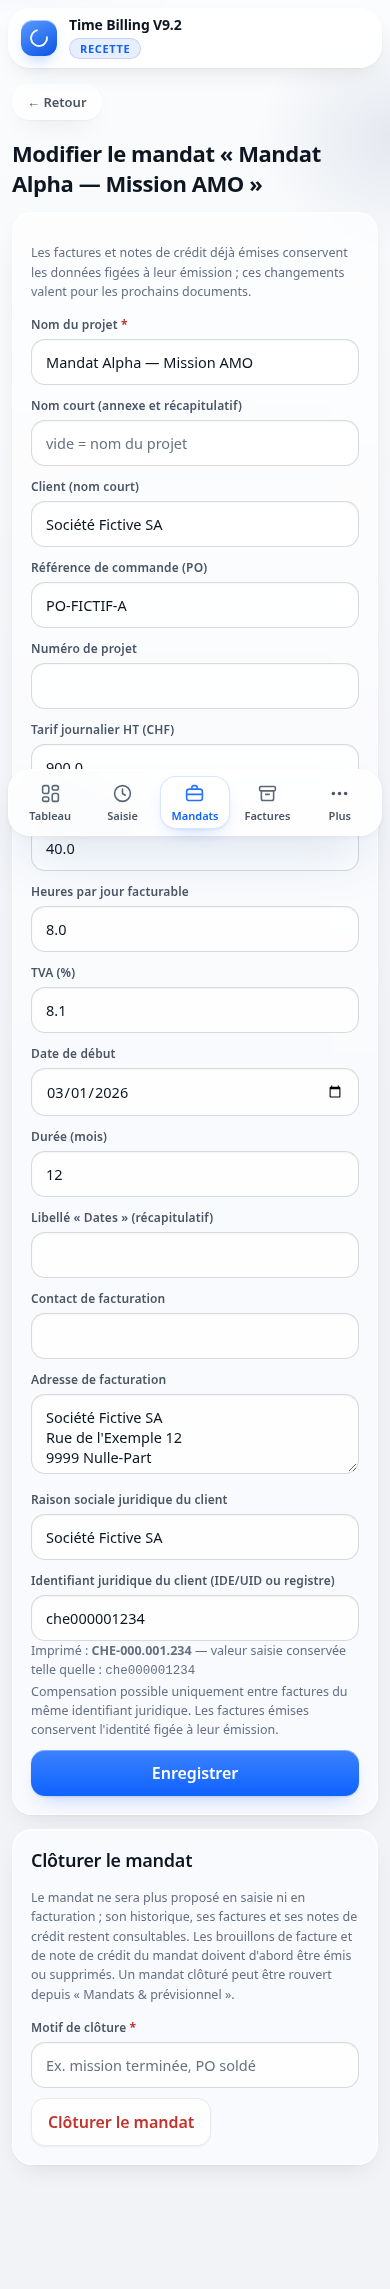 Time Billing V9.2
RECETTE
← Retour
Modifier le mandat « Mandat
Alpha — Mission AMO »
Les factures et notes de crédit déjà émises conservent
les données figées à leur émission ; ces changements
valent pour les prochains documents.
Nom du projet *
Mandat Alpha — Mission AMO
Nom court (annexe et récapitulatif)
vide = nom du projet
Client (nom court)
Société Fictive SA
Référence de commande (PO)
PO-FICTIF-A
Numéro de projet
Tarif journalier HT (CHF)
900.0
Tableau
Saisie
Mandats
Factures
Plus
40.0
Heures par jour facturable
8.0
TVA (%)
8.1
Date de début
03/01/2026
Durée (mois)
12
Libellé « Dates » (récapitulatif)
Contact de facturation
Adresse de facturation
Société Fictive SA
Rue de l'Exemple 12
9999 Nulle-Part
Raison sociale juridique du client
Société Fictive SA
Identifiant juridique du client (IDE/UID ou registre)
che000001234
Imprimé : CHE-000.001.234 — valeur saisie conservée
telle quelle : che000001234
Compensation possible uniquement entre factures du
même identifiant juridique. Les factures émises
conservent l'identité figée à leur émission.
Enregistrer
Clôturer le mandat
Le mandat ne sera plus proposé en saisie ni en
facturation ; son historique, ses factures et ses notes de
crédit restent consultables. Les brouillons de facture et
de note de crédit du mandat doivent d'abord être émis
ou supprimés. Un mandat clôturé peut être rouvert
depuis « Mandats & prévisionnel ».
Motif de clôture *
Ex. mission terminée, PO soldé
Clôturer le mandat